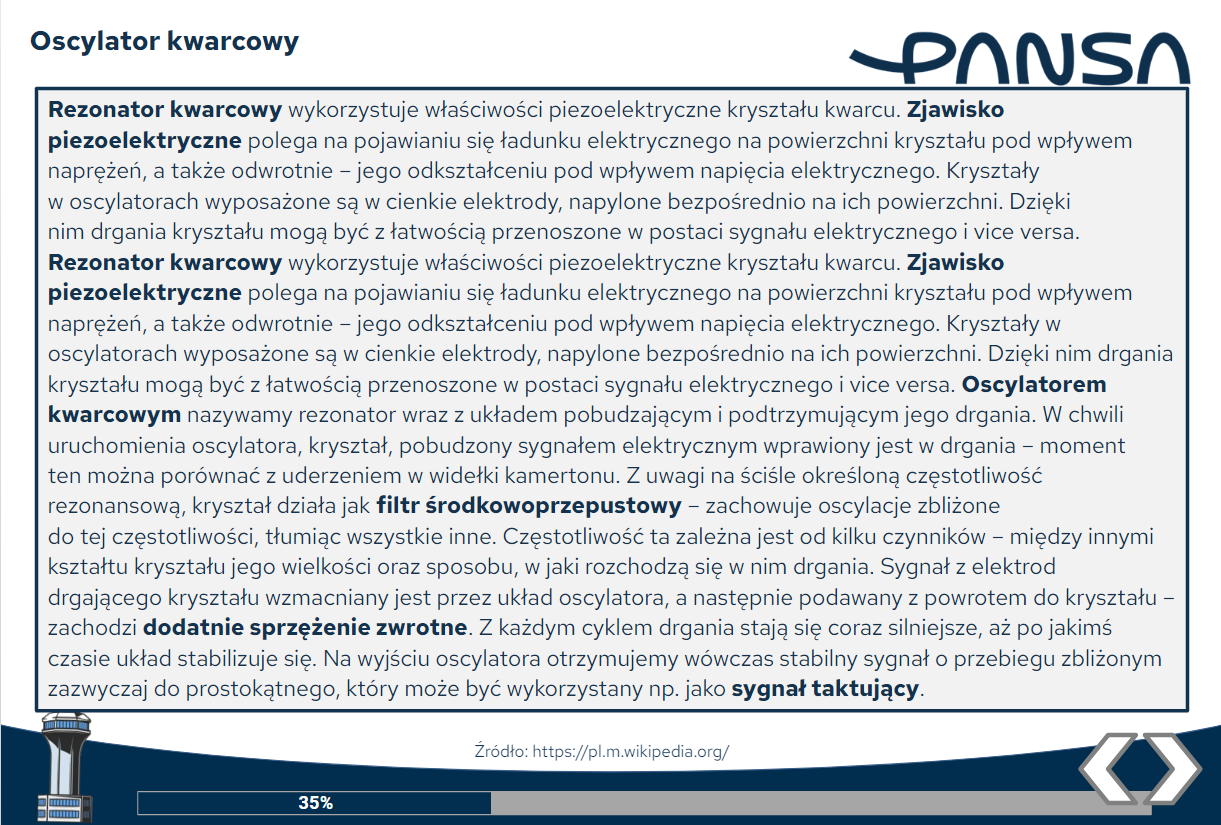 Oscylator kwarcowy
PANSA
Rezonator kwarcowy wykorzystuje właściwości piezoelektryczne kryształu kwarcu. Zjawisko
piezoelektryczne polega na pojawianiu się ładunku elektrycznego na powierzchni kryształu pod wpływem
naprężeń, a także odwrotnie – jego odkształceniu pod wpływem napięcia elektrycznego. Kryształy
w oscylatorach wyposażone są w cienkie elektrody, napylone bezpośrednio na ich powierzchni. Dzięki
nim drgania kryształu mogą być z łatwością przenoszone w postaci sygnału elektrycznego i vice versa.
Rezonator kwarcowy wykorzystuje właściwości piezoelektryczne kryształu kwarcu. Zjawisko
piezoelektryczne polega na pojawianiu się ładunku elektrycznego na powierzchni kryształu pod wpływem
naprężeń, a także odwrotnie – jego odkształceniu pod wpływem napięcia elektrycznego. Kryształy w
oscylatorach wyposażone są w cienkie elektrody, napylone bezpośrednio na ich powierzchni. Dzięki nim drgania
kryształu mogą być z łatwością przenoszone w postaci sygnału elektrycznego i vice versa. Oscylatorem
kwarcowym nazywamy rezonator wraz z układem pobudzającym i podtrzymującym jego drgania. W chwili
uruchomienia oscylatora, kryształ, pobudzony sygnałem elektrycznym wprawiony jest w drgania – moment
ten można porównać z uderzeniem w widełki kamertonu. Z uwagi na ściśle określoną częstotliwość
rezonansową, kryształ działa jak filtr środkowoprzepustowy – zachowuje oscylacje zbliżone
do tej częstotliwości, tłumiąc wszystkie inne. Częstotliwość ta zależna jest od kilku czynników – między innymi
kształtu kryształu jego wielkości oraz sposobu, w jaki rozchodzą się w nim drgania. Sygnał z elektrod
drgającego kryształu wzmacniany jest przez układ oscylatora, a następnie podawany z powrotem do kryształu –
zachodzi dodatnie sprzężenie zwrotne. Z każdym cyklem drgania stają się coraz silniejsze, aż po jakimś
czasie układ stabilizuje się. Na wyjściu oscylatora otrzymujemy wówczas stabilny sygnał o przebiegu zbliżonym
zazwyczaj do prostokątnego, który może być wykorzystany np. jako sygnał taktujący.
Źródło: https://pl.m.wikipedia.org/
35%